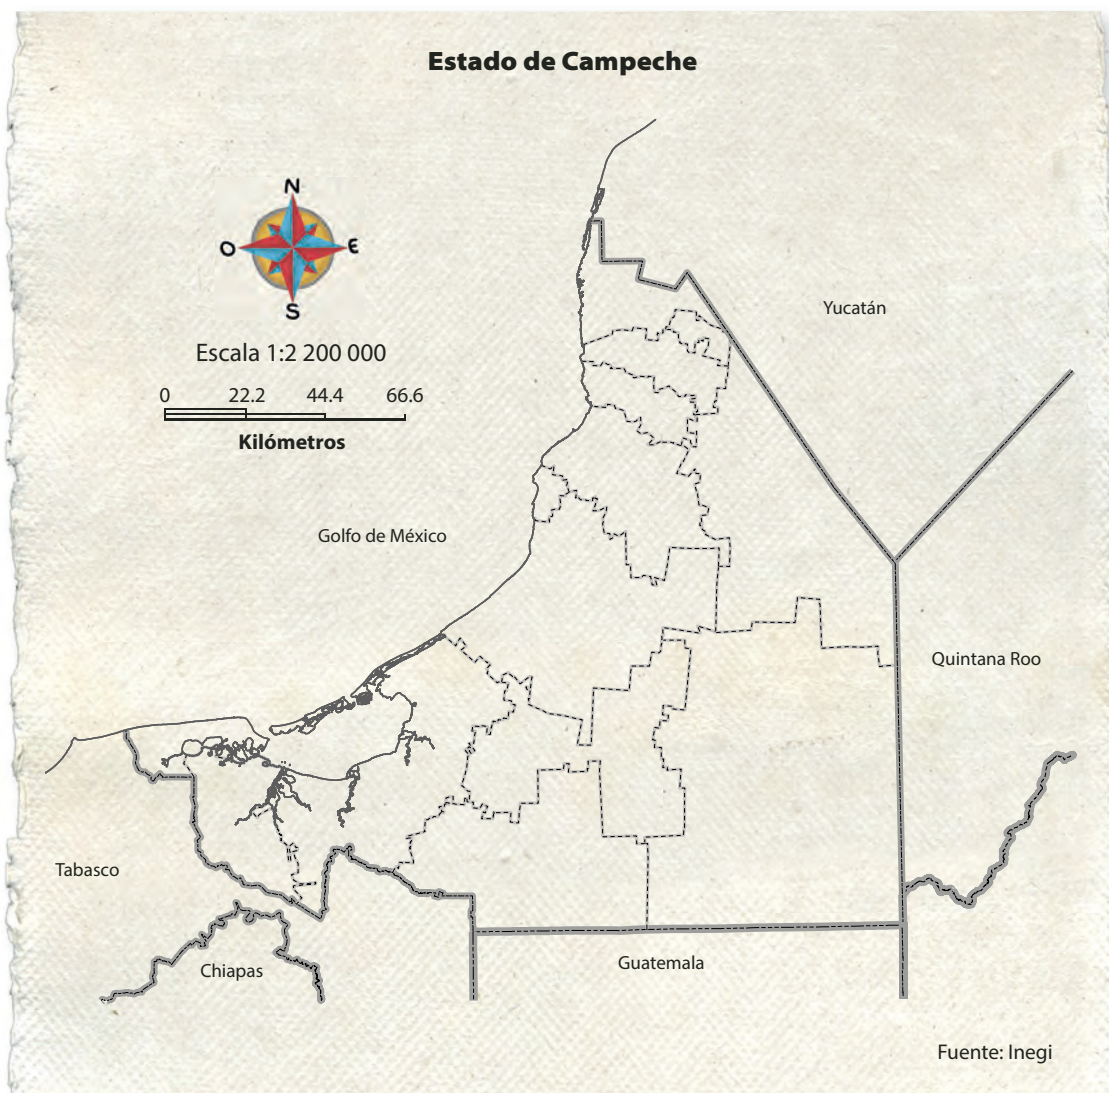 Estado de Campeche
N
O
E
S
Escala 1:2 200 000
0 22.2 44.4 66.6
Kilómetros
Yucatán
Golfo de México
Quintana Roo
Tabasco
Chiapas
Guatemala
Fuente: Inegi